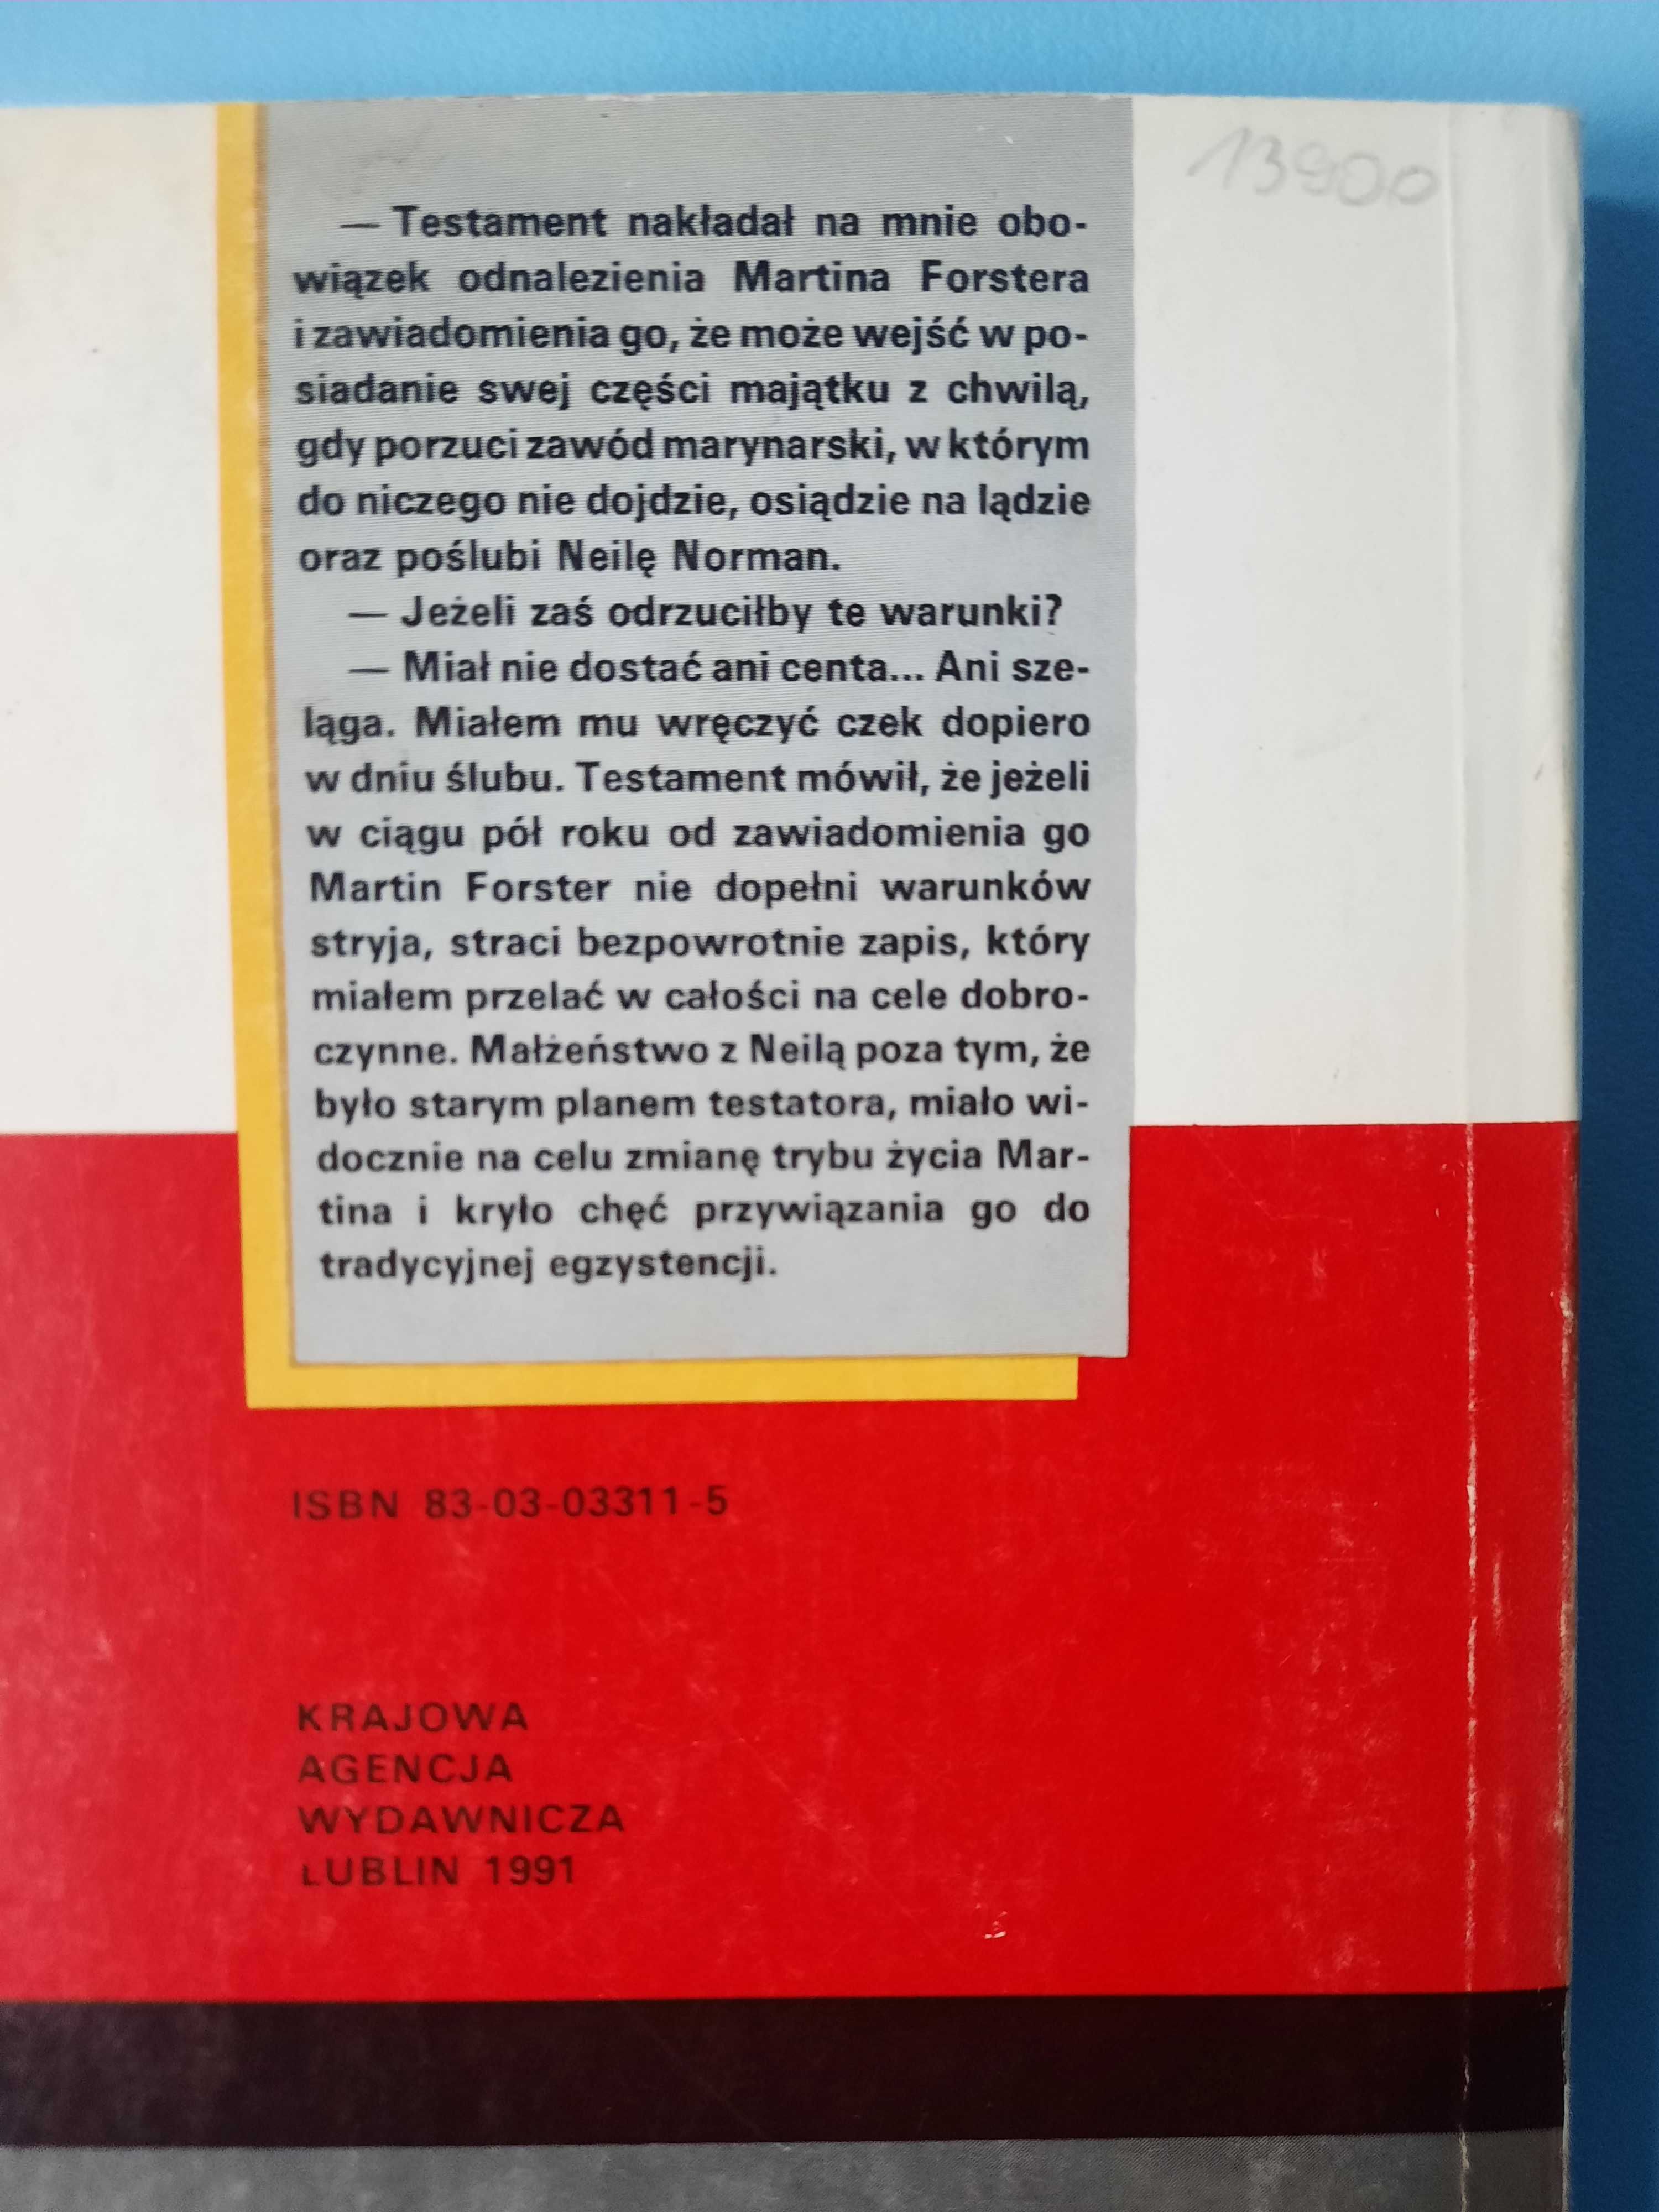 13900
— Testament nakładał na mnie obo-
wiązek odnalezienia Martina Forstera
i zawiadomienia go, że może wejść w po-
siadanie swej części majątku z chwilą,
gdy porzuci zawód marynarski, w którym
do niczego nie dojdzie, osiądzie na lądzie
oraz poślubi Neilę Norman.
— Jeżeli zaś odrzuciłby te warunki?
— Miał nie dostać ani centa... Ani sze-
ląga. Miałem mu wręczyć czek dopiero
w dniu ślubu. Testament mówił, że jeżeli
w ciągu pół roku od zawiadomienia go
Martin Forster nie dopełni warunków
stryja, straci bezpowrotnie zapis, który
miałem przelać w całości na cele dobro-
czynne. Małżeństwo z Neilą poza tym, że
było starym planem testatora, miało wi-
docznie na celu zmianę trybu życia Mar-
tina i kryło chęć przywiązania go do
tradycyjnej egzystencji.
ISBN 83-03-03311-5
KRAJOWA
AGENCJA
WYDAWNICZA
LUBLIN 1991